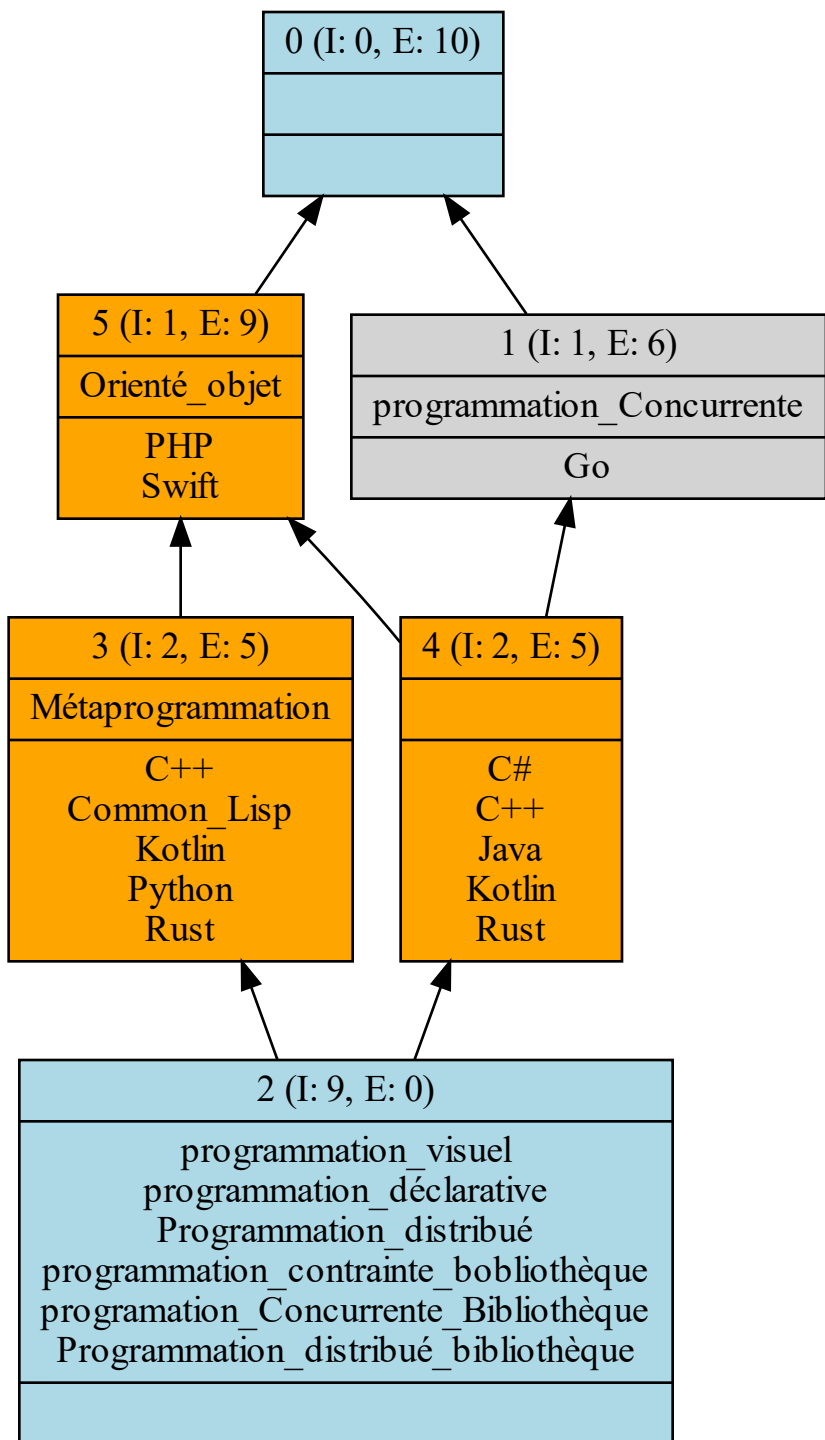 0 (I: 0, E: 10)
5 (I: 1, E: 9)
Orienté_objet
PHP
Swift
1 (I: 1, E: 6)
programmation_Concurrente
Go
3 (I: 2, E: 5)
Métaprogrammation
C++
Common_Lisp
Kotlin
Python
Rust
4 (I: 2, E: 5)
C#
C++
Java
Kotlin
Rust
2 (I: 9, E: 0)
programmation_visuel
programmation_déclarative
Programmation_distribué
programmation_contrainte_bobliothèque
programation_Concurrente_Bibliothèque
Programmation_distribué_bibliothèque